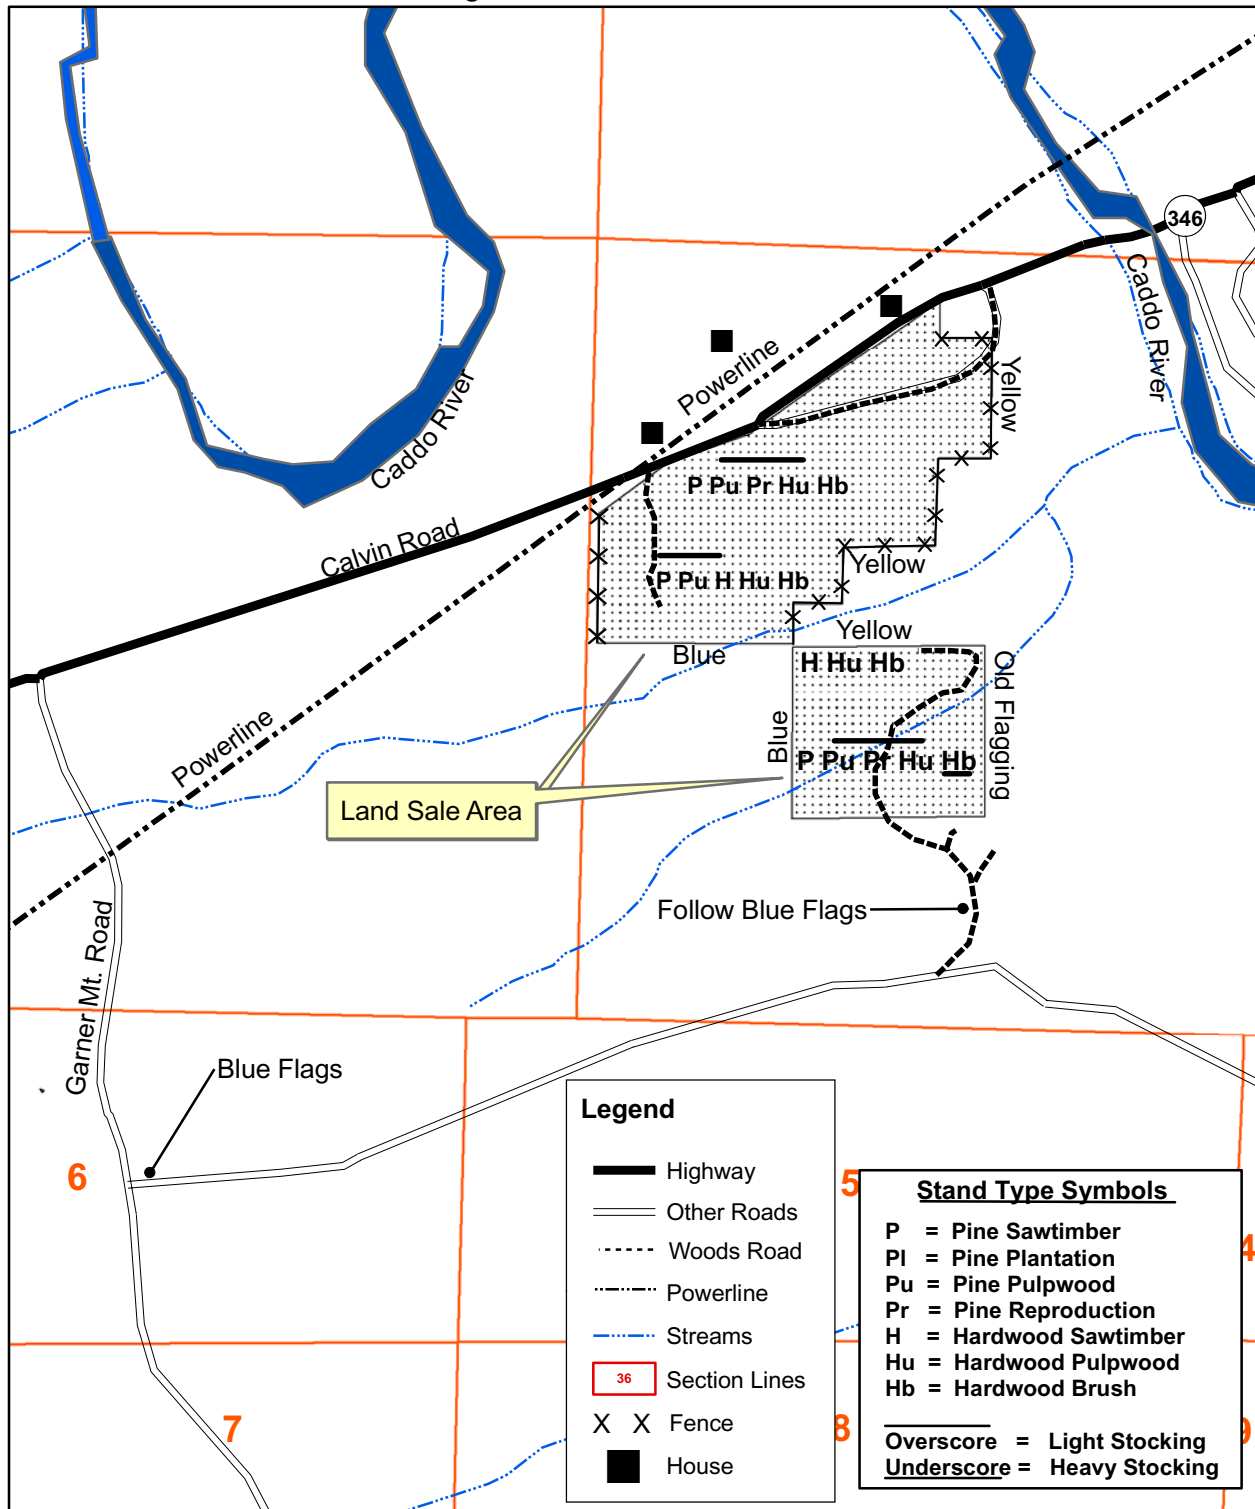 346
Caddo River
Caddo River
Powerline
Yellow
P Pu Pr Hu Hb
Calvin Road
P Pu H Hu Hb
Yellow
Yellow
Blue
H Hu Hb
Old Flagging
Blue
Powerline
P Pu Pr Hu Hb
Land Sale Area
Follow Blue Flags
Garner Mt. Road
Blue Flags
6
5
4
7
8
9
Legend
Highway
Other Roads
Woods Road
Powerline
Streams
36 Section Lines
X X Fence
House
Stand Type Symbols
P = Pine Sawtimber
Pl = Pine Plantation
Pu = Pine Pulpwood
Pr = Pine Reproduction
H = Hardwood Sawtimber
Hu = Hardwood Pulpwood
Hb = Hardwood Brush
Overscore = Light Stocking
Underscore = Heavy Stocking